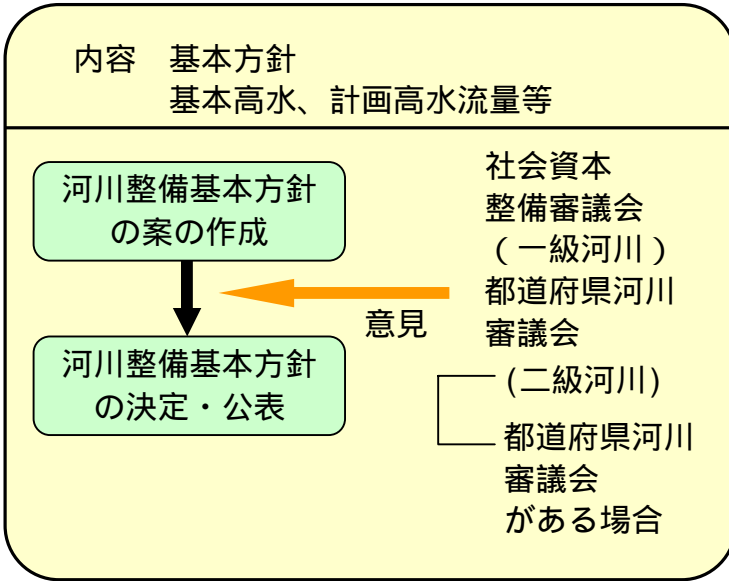 内容　基本方針
基本高水、計画高水流量等
河川整備基本方針
の案の作成
意見
河川整備基本方針
の決定・公表
社会資本
整備審議会
（一級河川）
都道府県河川
審議会
(二級河川)
都道府県河川
審議会
がある場合